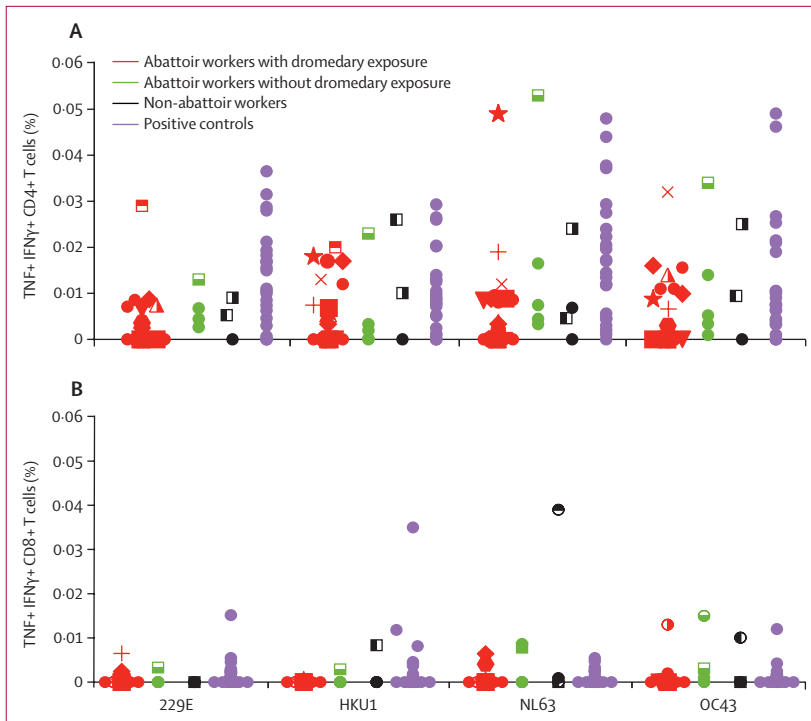 A
0·06
0·05
0·04
0·03
0·02
0·01
0
TNF+ IFNγ+ CD4+ T cells (%)
Abattoir workers with dromedary exposure
Abattoir workers without dromedary exposure
Non-abattoir workers
Positive controls
B
0·06
0·05
0·04
0·03
0·02
0·01
0
TNF+ IFNγ+ CD8+ T cells (%)
229E HKU1 NL63 OC43